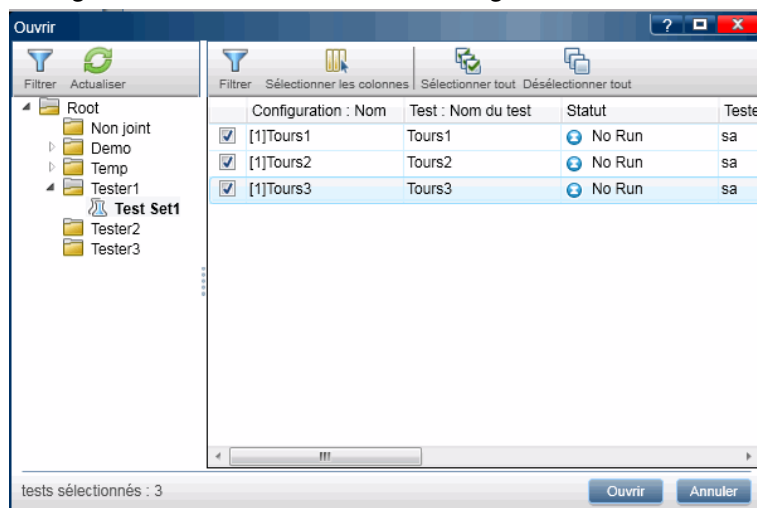 Ouvrir
?
X
Filtrer Actualiser
Filtrer Sélectionner les colonnes Sélectionner tout Désélectionner tout
Root
Non joint
Demo
Temp
Tester1
Test Set1
Tester2
Tester3
Configuration : Nom Test : Nom du test Statut Teste
[1]Tours1 Tours1 No Run sa
[1]Tours2 Tours2 No Run sa
[1]Tours3 Tours3 No Run sa
tests sélectionnés : 3
Ouvrir Annuler